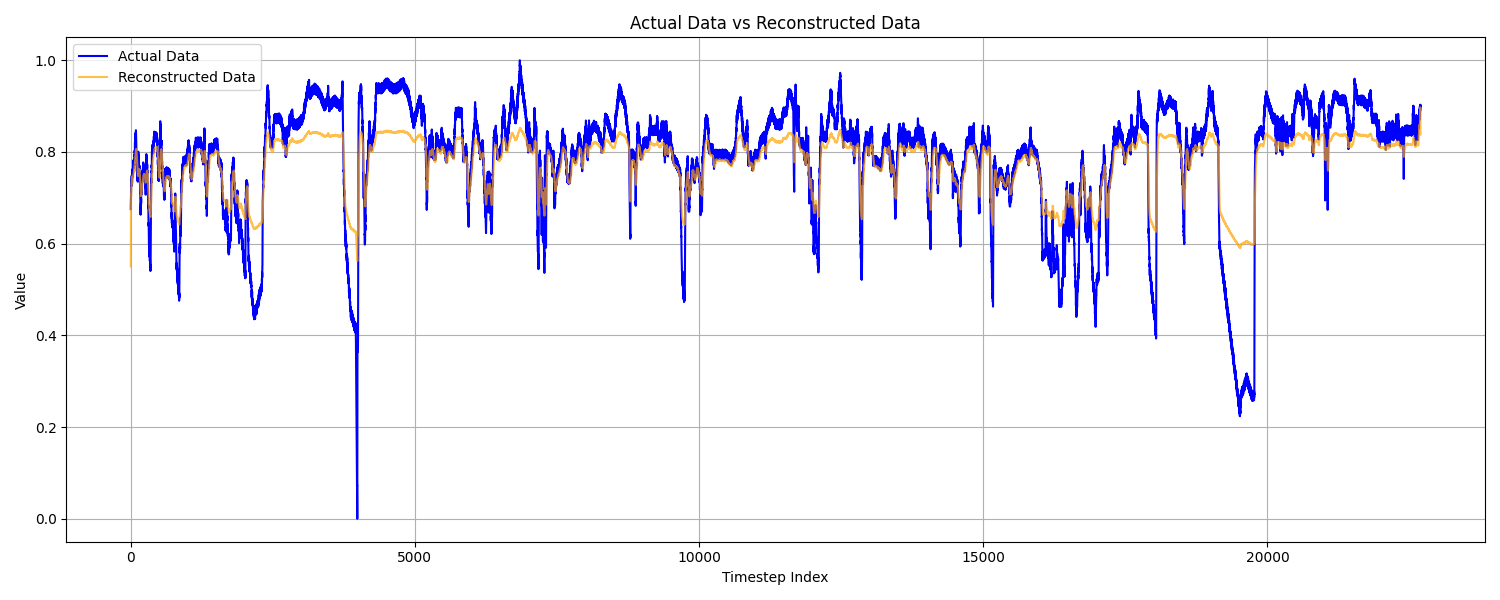 Actual Data vs Reconstructed Data
Actual Data
Reconstructed Data
1.0
0.8
0.6
0.4
0.2
0.0
Value
0 5000 10000 15000 20000
Timestep Index